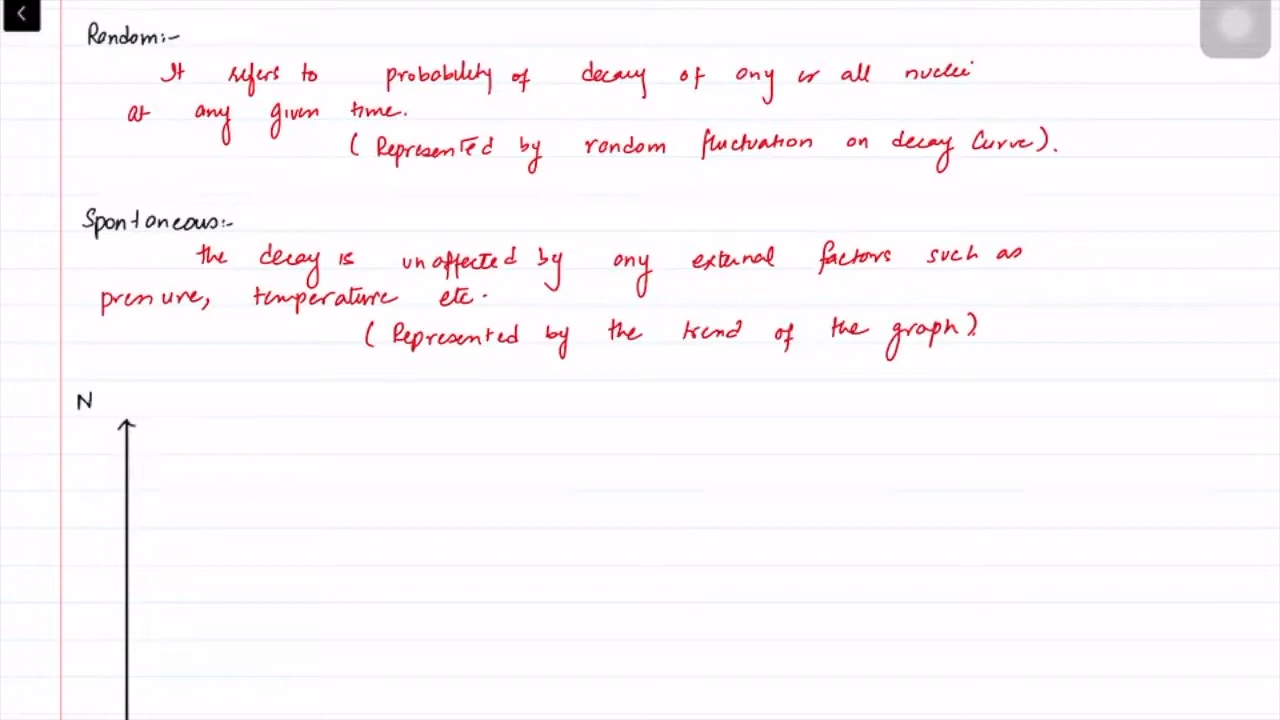 Random:-
It refers to probability of decay of any or all nuclei
at any given time.
( Represented by random fluctuation on decay Curve).
Spontaneous:-
the decay is unaffected by any external factors such as
pressure, temperature etc.
( Represented by the trend of the graph).
N